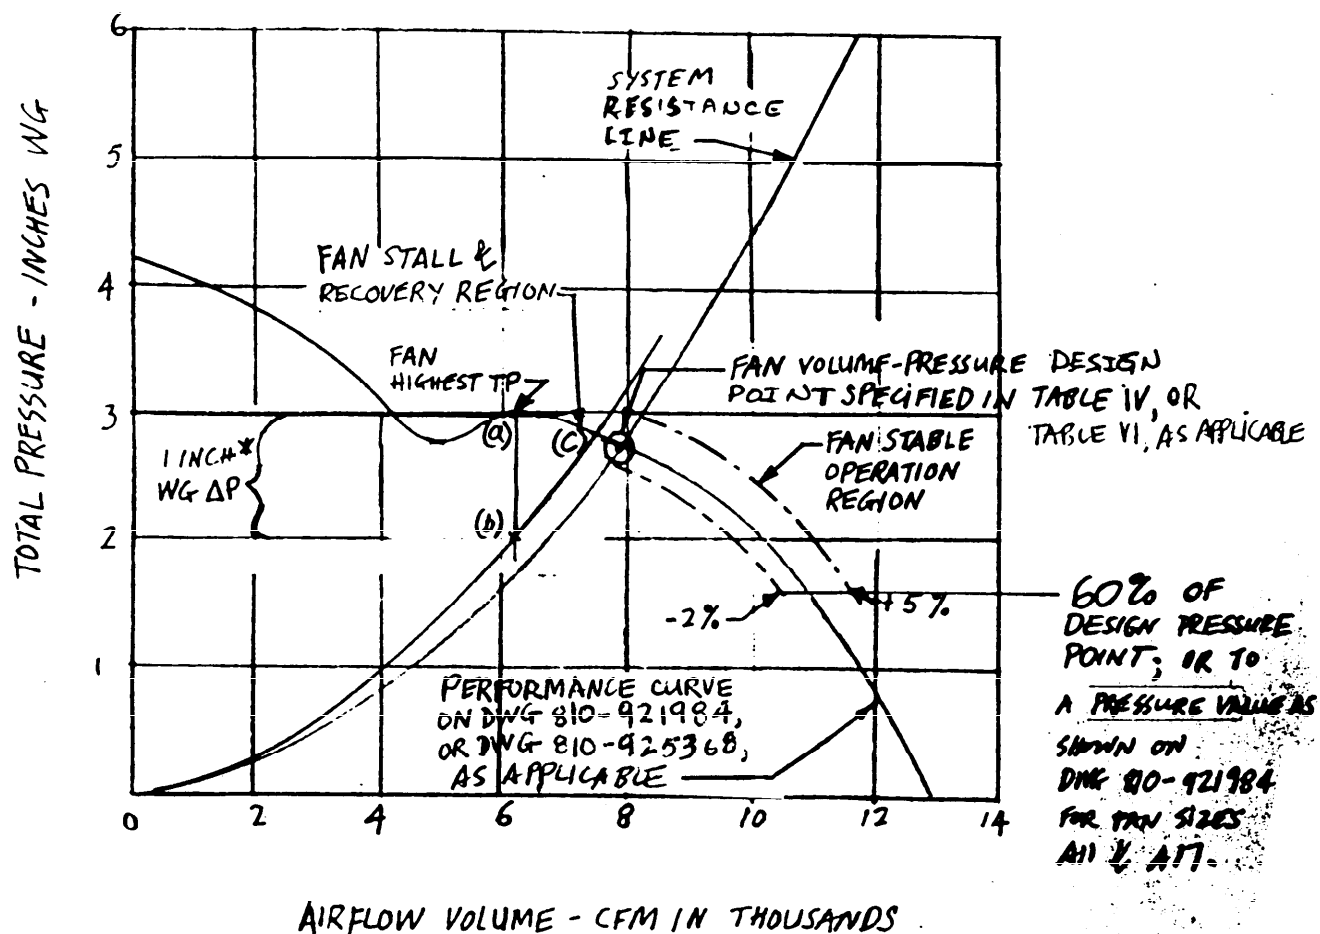 TOTAL PRESSURE - INCHES WG
6
5
4
3
2
1
SYSTEM
RESISTANCE
LINE
FAN STALL &
RECOVERY REGION
FAN
HIGHEST TP
(a)
(c)
(b)
1 INCH*
WG ΔP
FAN VOLUME-PRESSURE DESIGN
POINT SPECIFIED IN TABLE IV, OR
TABLE VI, AS APPLICABLE
FAN STABLE
OPERATION
REGION
-2%
+5%
60% OF
DESIGN PRESSURE
POINT; OR TO
A PRESSURE VALUE AS
SHOWN ON
DWG 810-921984
FOR FAN SIZES
PERFORMANCE CURVE
ON DWG 810-921984,
OR DWG 810-925368,
AS APPLICABLE
0 2 4 6 8 10 12 14
AIRFLOW VOLUME - CFM IN THOUSANDS